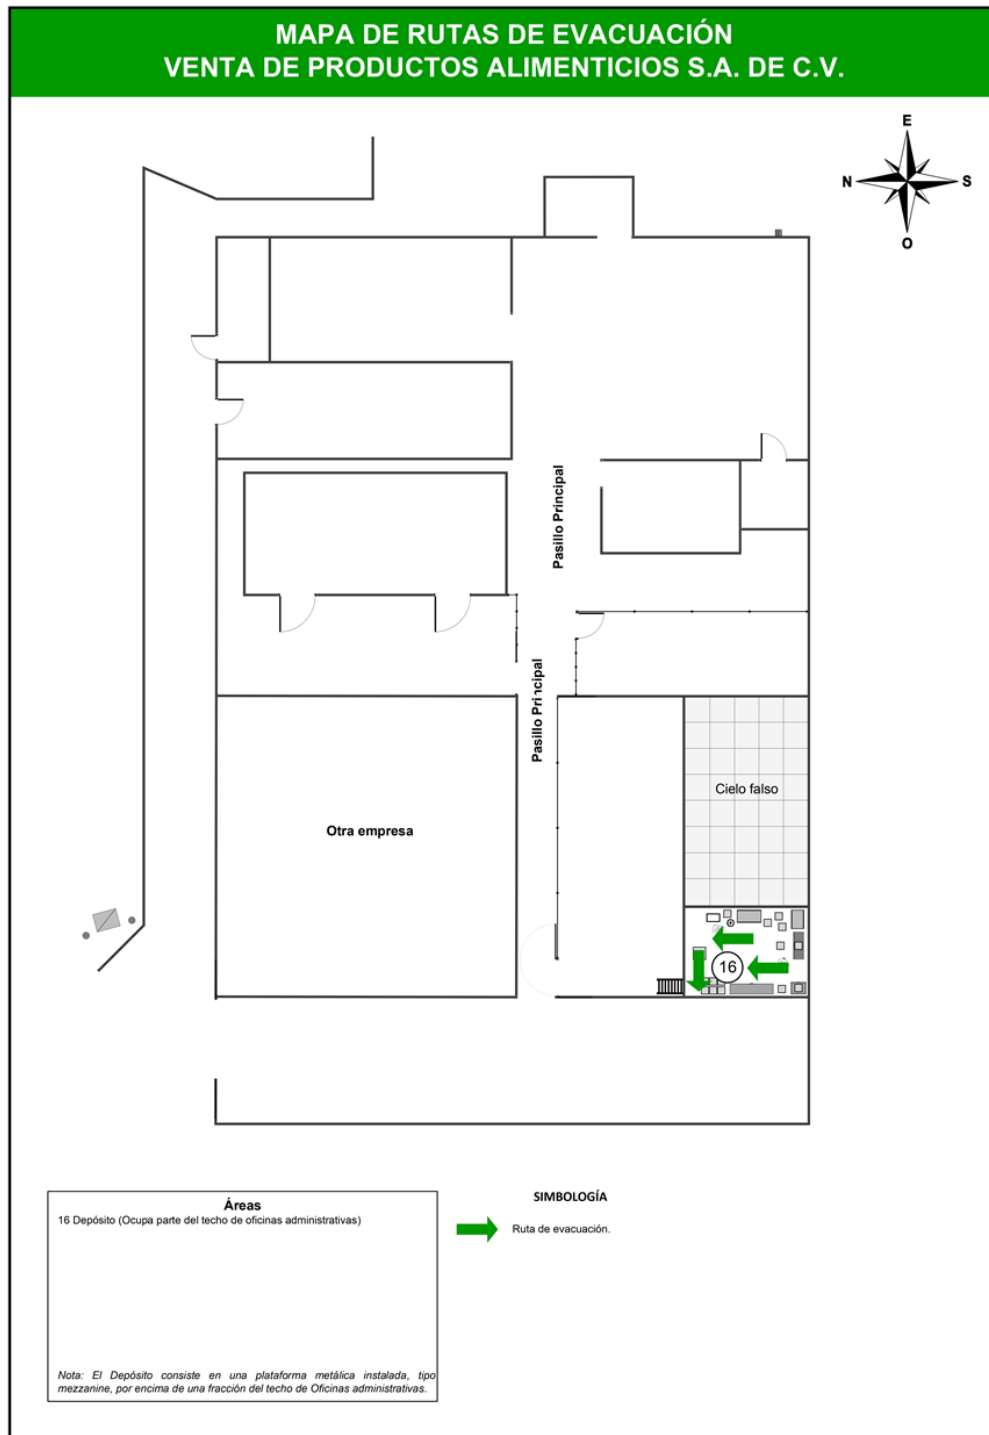 MAPA DE RUTAS DE EVACUACIÓN
VENTA DE PRODUCTOS ALIMENTICIOS S.A. DE C.V.
E
N
S
O
Pasillo Principal
Pasillo Principal
Cielo falso
Otra empresa
16
Áreas
16 Depósito (Ocupa parte del techo de oficinas administrativas)
Nota: El Depósito consiste en una plataforma metálica instalada, tipo
mezzanine, por encima de una fracción del techo de Oficinas administrativas.
SIMBOLOGÍA
Ruta de evacuación.